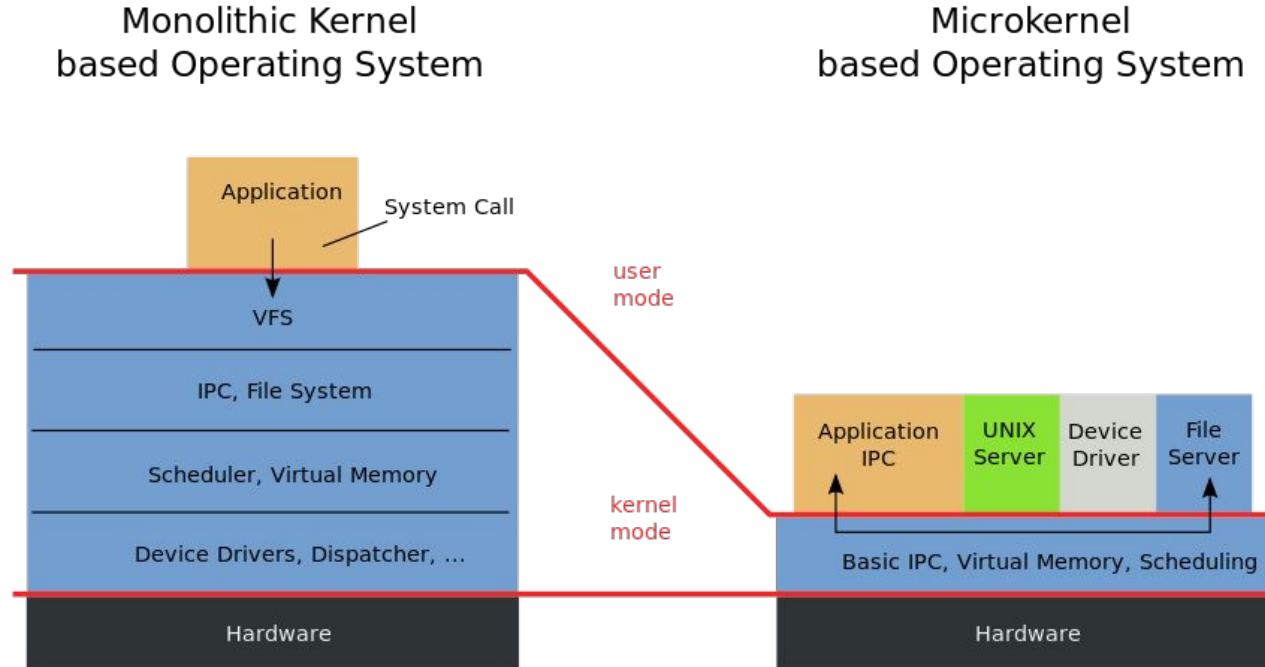 Monolithic Kernel
based Operating System
Microkernel
based Operating System
Application
System Call
VFS
IPC, File System
Scheduler, Virtual Memory
Device Drivers, Dispatcher, ...
Hardware
user
mode
kernel
mode
Application
IPC
UNIX
Server
Device
Driver
File
Server
Basic IPC, Virtual Memory, Scheduling
Hardware